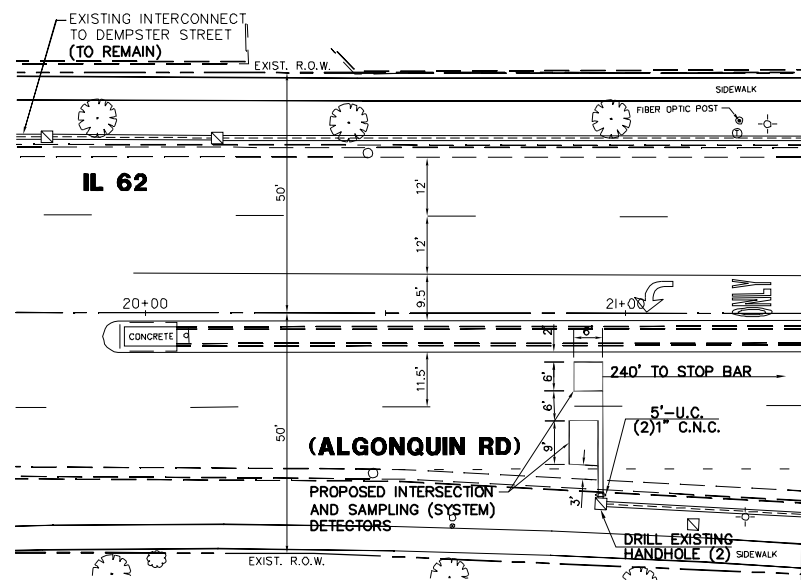 EXISTING INTERCONNECT
TO DEMPSTER STREET
(TO REMAIN)
EXIST. R.O.W.
SIDEWALK
FIBER OPTIC POST
T
IL 62
50'
12'
12'
9.5'
20+00
21+00
ONLY
CONCRETE
2'
11.5'
6'
240' TO STOP BAR
6'
5'-U.C.
(2)1" C.N.C.
50'
(ALGONQUIN RD)
9'
PROPOSED INTERSECTION
AND SAMPLING (SYSTEM)
DETECTORS
3'
DRILL EXISTING
HANDHOLE (2)
SIDEWALK
EXIST. R.O.W.